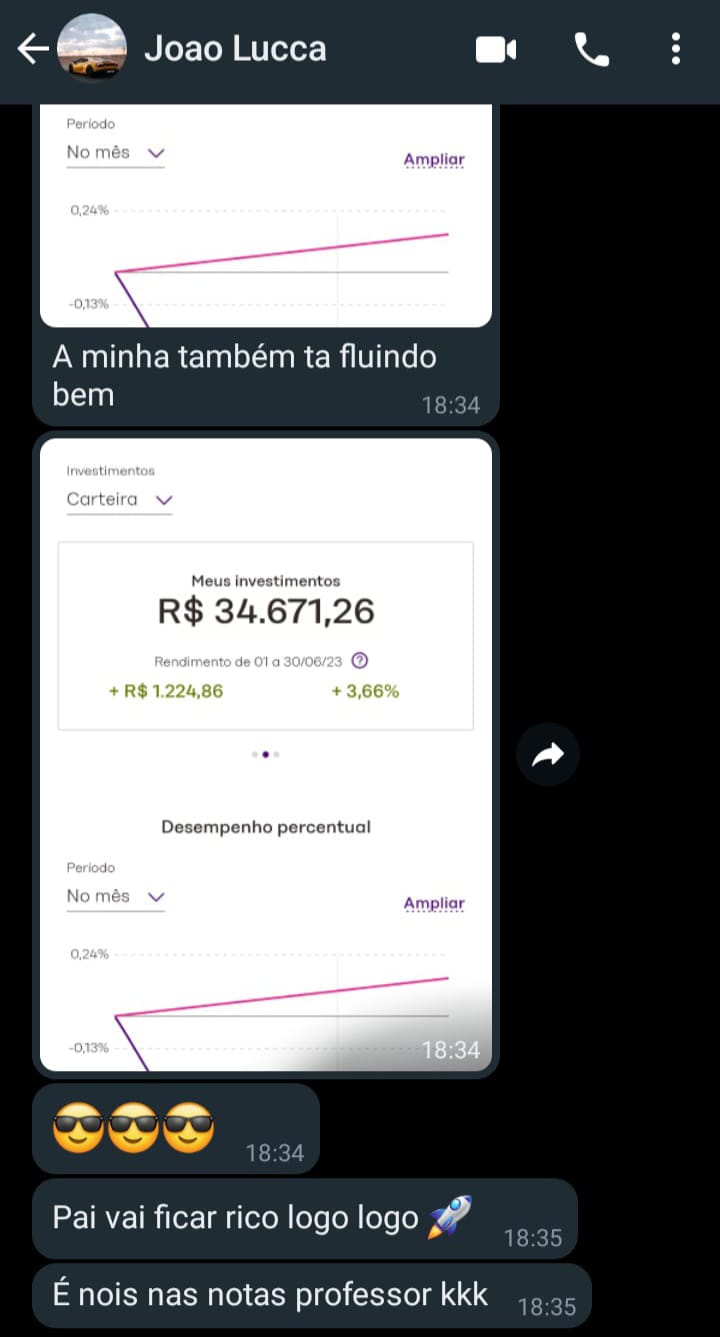 Joao Lucca
Período
No mês
Ampliar
0,24%
-0,13%
A minha também ta fluindo
bem
18:34
Investimentos
Carteira
Meus investimentos
R$ 34.671,26
Rendimento de 01 a 30/06/23 ?
+ R$ 1.224,86 + 3,66%
Desempenho percentual
Período
No mês
Ampliar
0,24%
-0,13%
18:34
😎😎😎 18:34
Pai vai ficar rico logo logo 🚀 18:35
É nois nas notas professor kkk 18:35